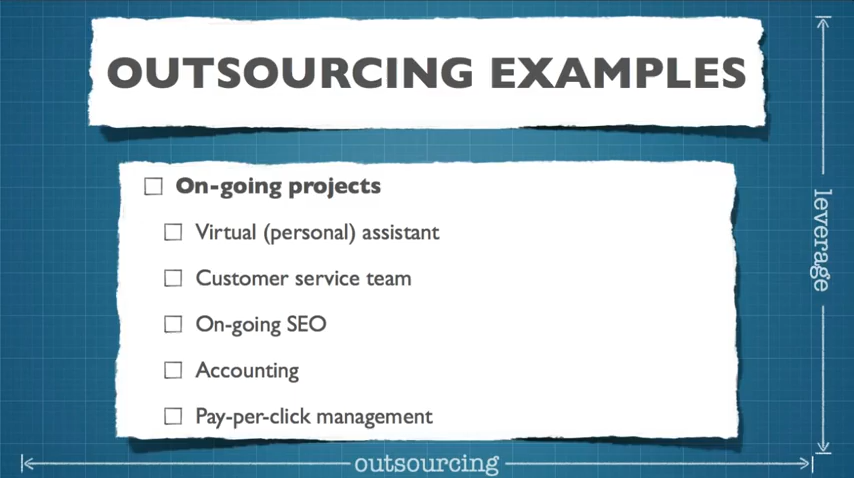 OUTSOURCING EXAMPLES
On-going projects
Virtual (personal) assistant
Customer service team
On-going SEO
Accounting
Pay-per-click management
leverage
outsourcing